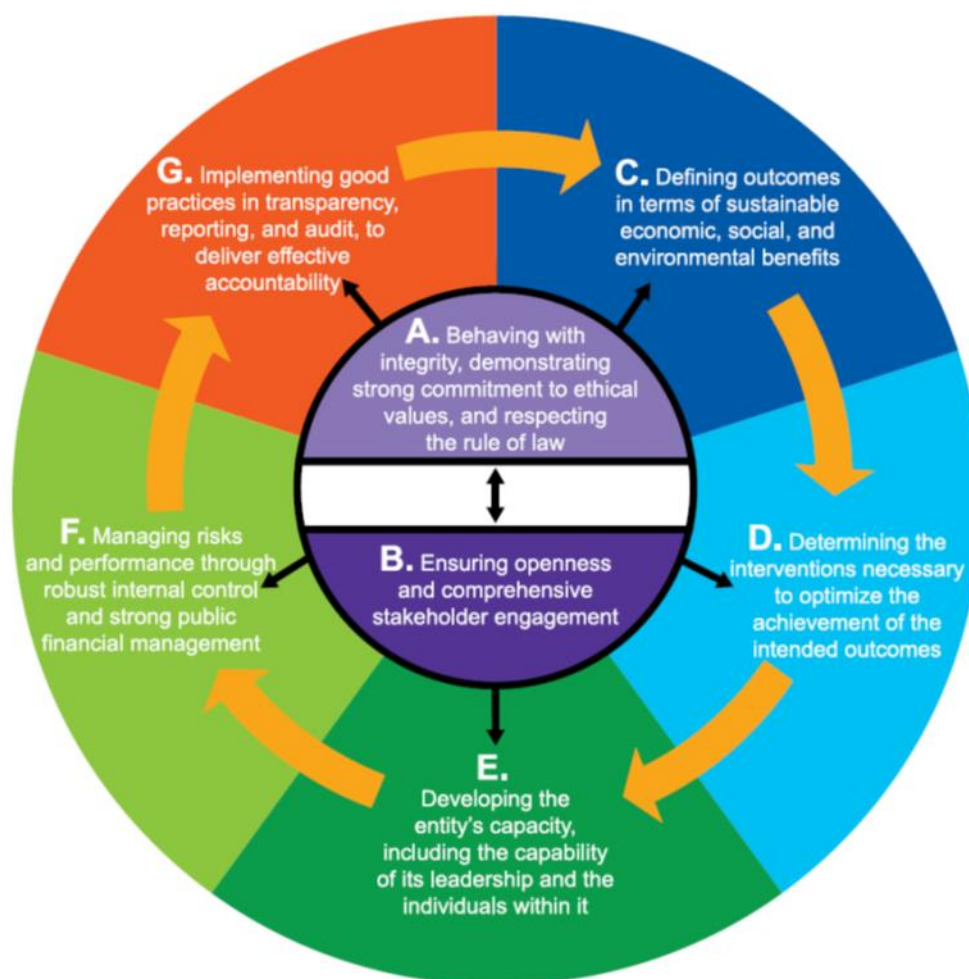 A. Behaving with
integrity, demonstrating
strong commitment to ethical
values, and respecting
the rule of law
B. Ensuring openness
and comprehensive
stakeholder engagement
C. Defining outcomes
in terms of sustainable
economic, social, and
environmental benefits
D. Determining the
interventions necessary
to optimize the
achievement of the
intended outcomes
E.
Developing the
entity's capacity,
including the capability
of its leadership and the
individuals within it
F. Managing risks
and performance through
robust internal control
and strong public
financial management
G. Implementing good
practices in transparency,
reporting, and audit, to
deliver effective
accountability